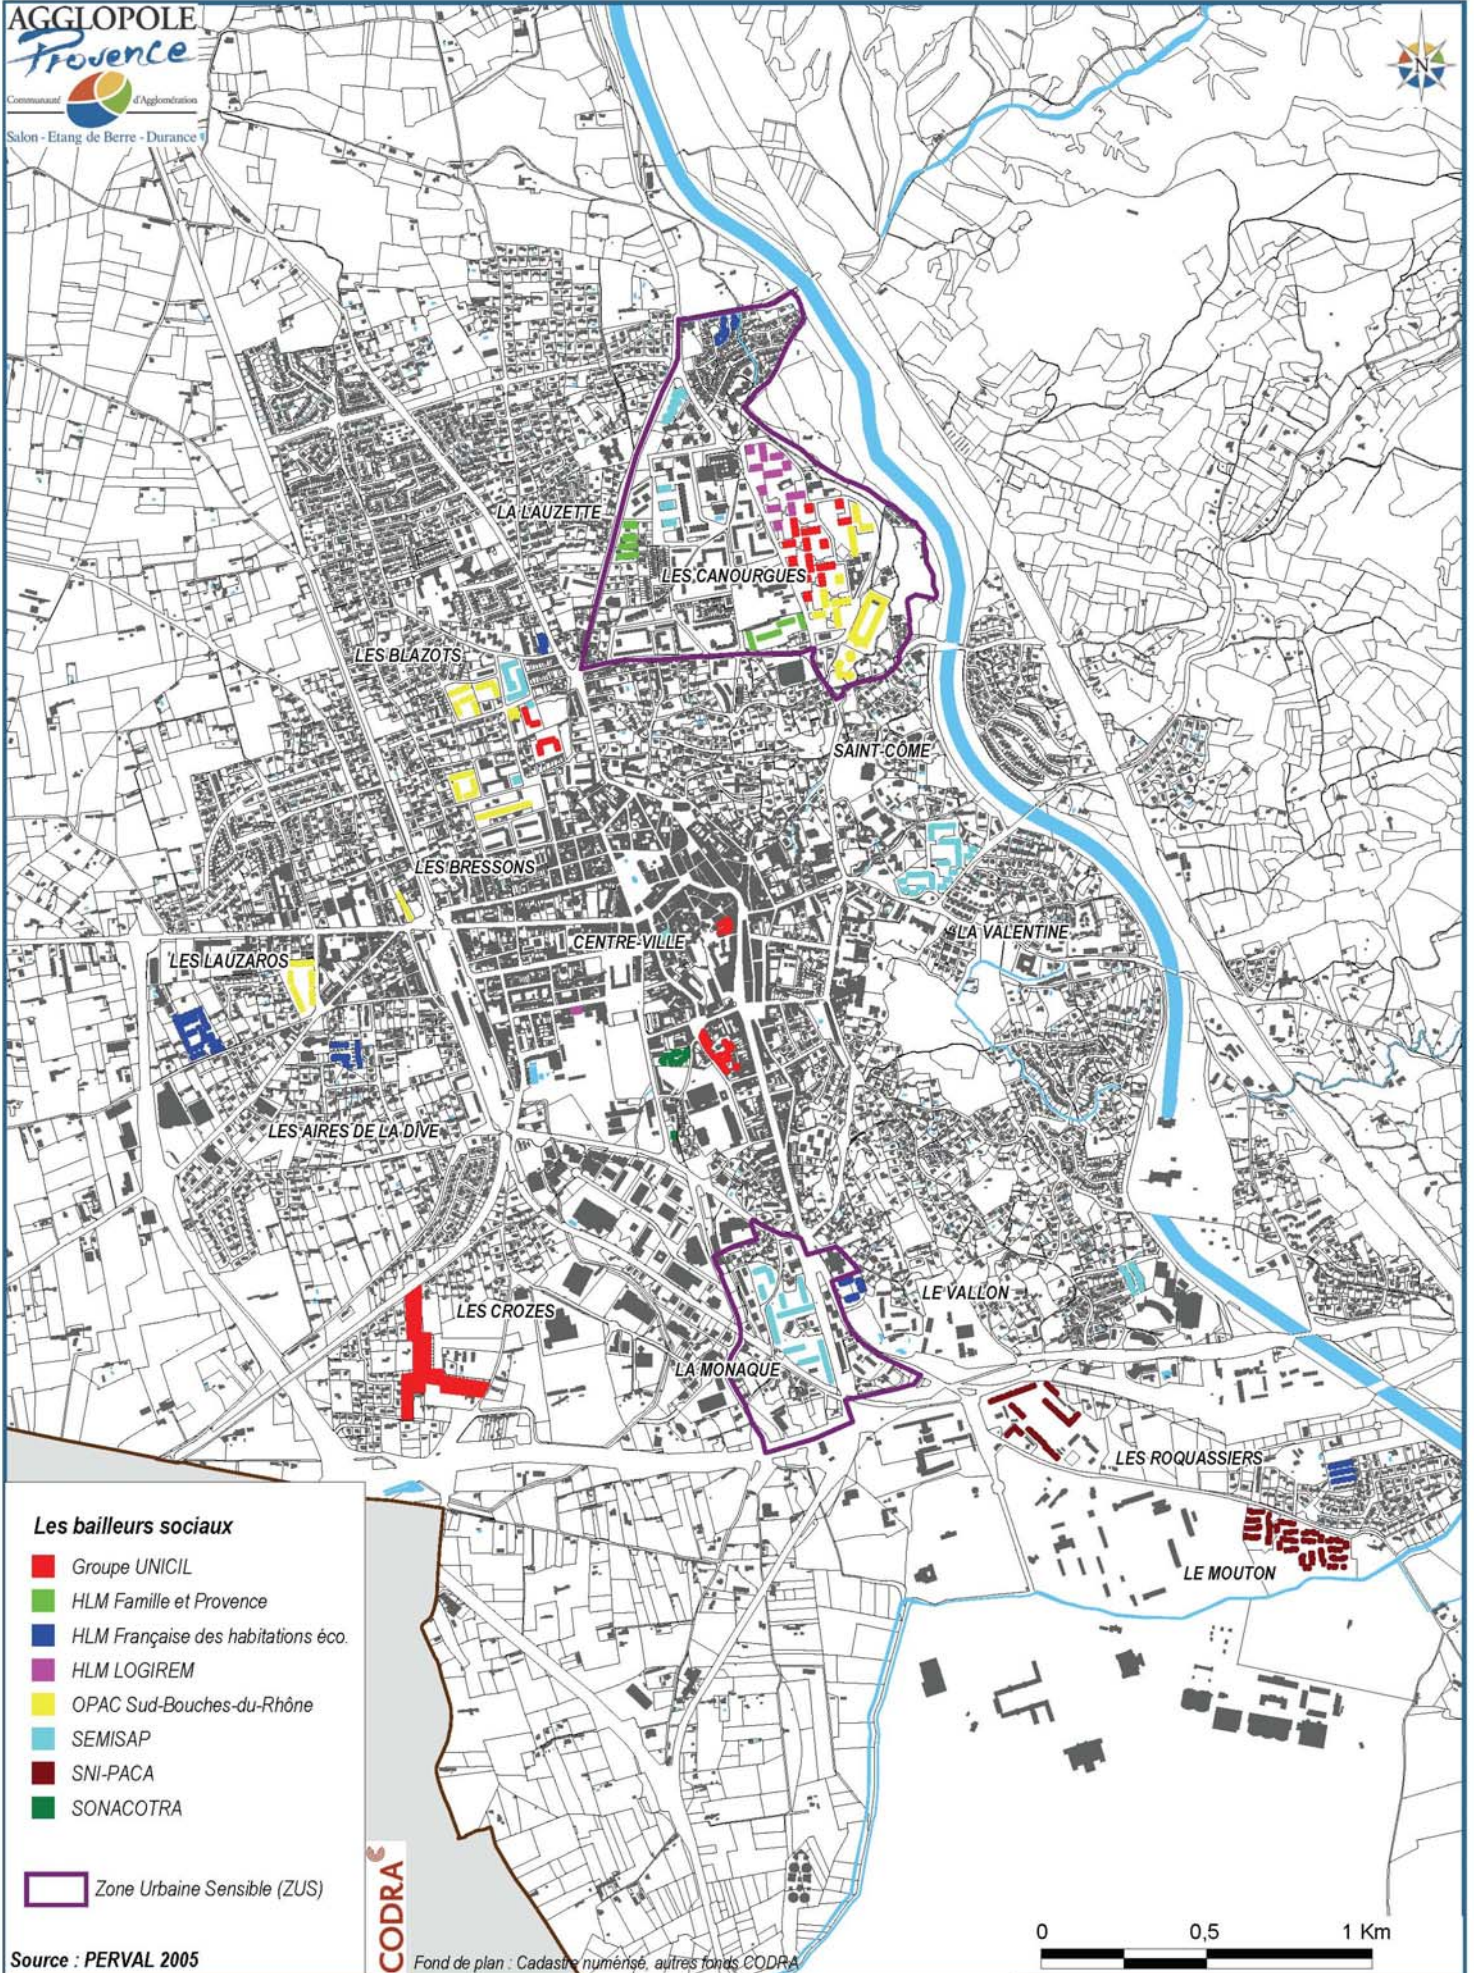 AGGLOPOLE
Provence
Communauté d'Agglomération
Salon - Etang de Berre - Durance
N
LA LAUZETTE
LES CANOURGUES
LES BLAZOTS
SAINT-CÔME
LES BRESSONS
CENTRE-VILLE
LA VALENTINE
LES LAUZAROS
LES AIRES DE LA DÎVE
LE VALLON
LES CROZES
LA MONAQUE
LES ROQUASSIERS
LE MOUTON
Les bailleurs sociaux
Groupe UNICIL
HLM Famille et Provence
HLM Française des habitations éco.
HLM LOGIREM
OPAC Sud-Bouches-du-Rhône
SEMISAP
SNI-PACA
SONACOTRA
Zone Urbaine Sensible (ZUS)
Source : PERVAL 2005
CODRA
Fond de plan : Cadastre numérisé, autres fonds CODRA
0 0,5 1 Km